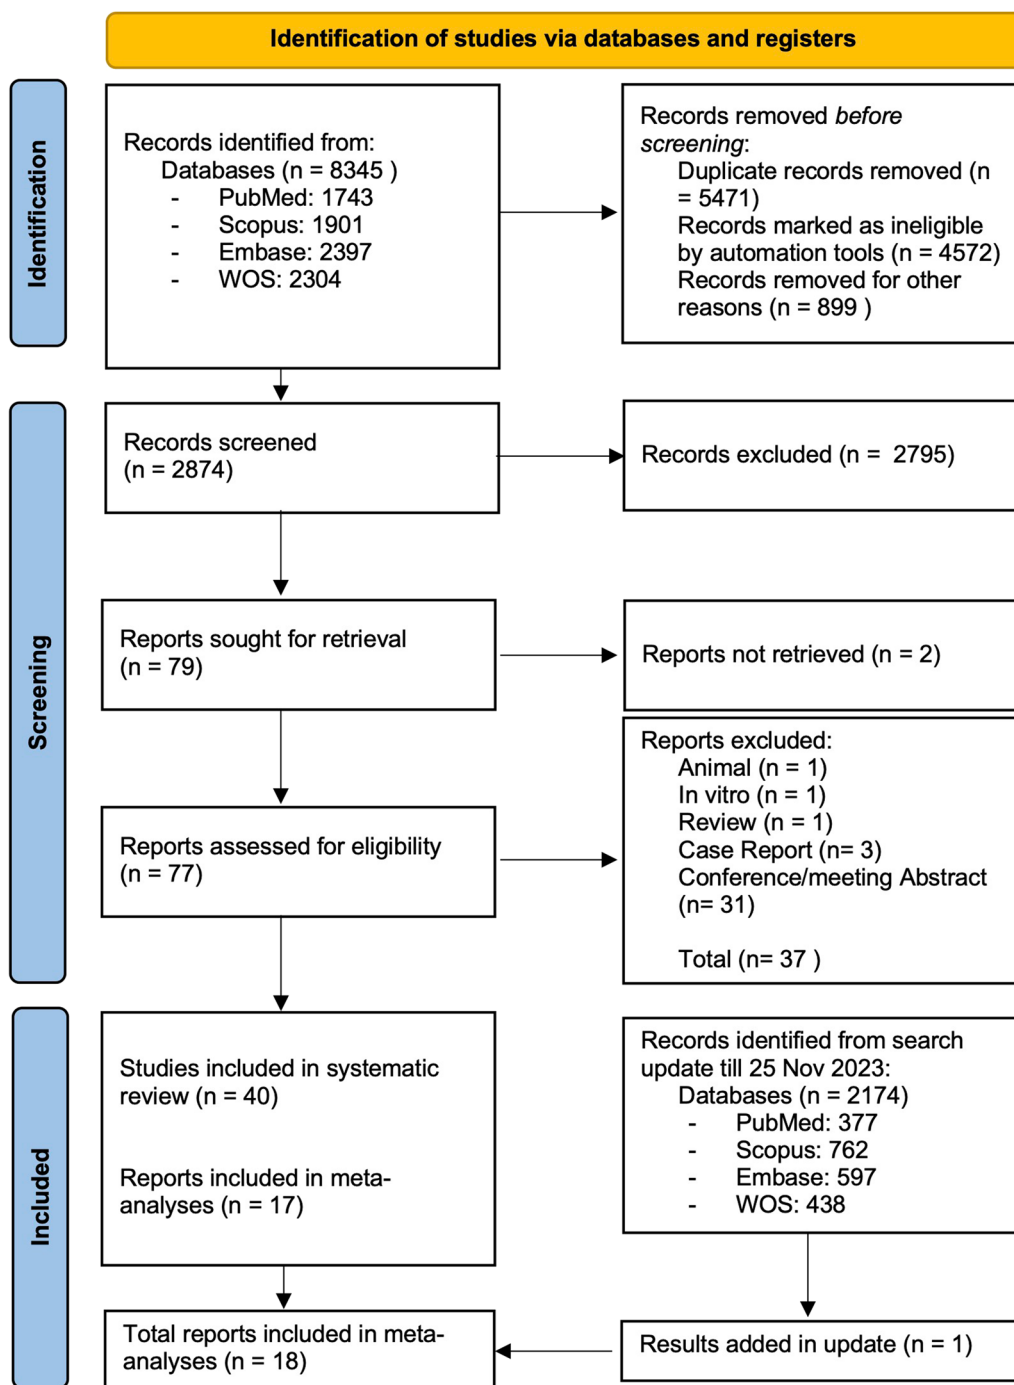 Identification of studies via databases and registers
Identification
Records identified from:
Databases (n = 8345 )
- PubMed: 1743
- Scopus: 1901
- Embase: 2397
- WOS: 2304
Records removed before
screening:
Duplicate records removed (n
= 5471)
Records marked as ineligible
by automation tools (n = 4572)
Records removed for other
reasons (n = 899 )
Screening
Records screened
(n = 2874)
Records excluded (n = 2795)
Reports sought for retrieval
(n = 79)
Reports not retrieved (n = 2)
Reports assessed for eligibility
(n = 77)
Reports excluded:
Animal (n = 1)
In vitro (n = 1)
Review (n = 1)
Case Report (n= 3)
Conference/meeting Abstract
(n= 31)
Total (n= 37 )
Included
Studies included in systematic
review (n = 40)
Reports included in meta-
analyses (n = 17)
Records identified from search
update till 25 Nov 2023:
Databases (n = 2174)
- PubMed: 377
- Scopus: 762
- Embase: 597
- WOS: 438
Total reports included in meta-
analyses (n = 18)
Results added in update (n = 1)